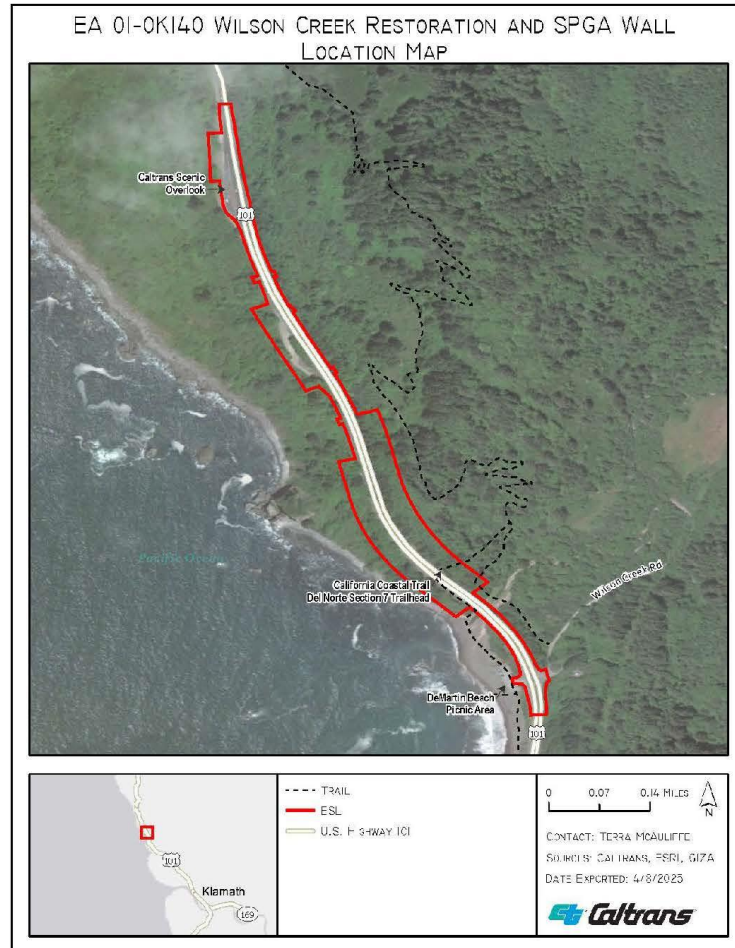 EA 01-0K140 WILSON CREEK RESTORATION AND SPGA WALL
LOCATION MAP
Caltrans Scenic
Overlook
101
Pacific Ocean
California Coastal Trail
Del Norte Section 7 Trailhead
Wilson Creek Rd
DeMartin Beach
Picnic Area
101
101
Klamath
169
TRAIL
ESL
U.S. HIGHWAY 101
0 0.07 0.14 MILES
N
CONTACT: TERRA MCAULIFFE
SOURCES: CALTRANS, ESRI, GIZA
DATE EXPORTED: 4/8/2025
Caltrans